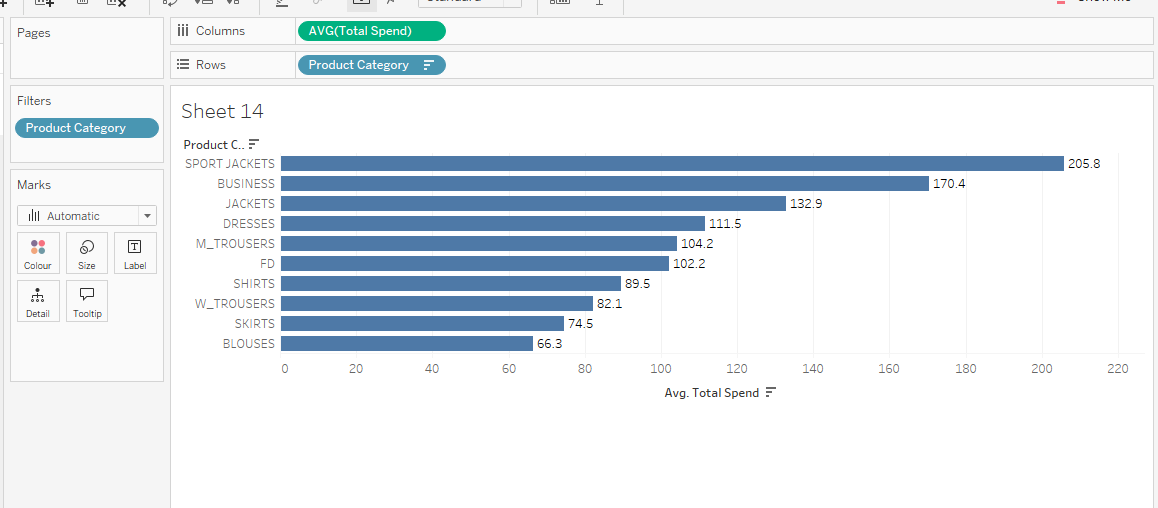 Pages
Columns
AVG(Total Spend)
Rows
Product Category
Filters
Product Category
Marks
Automatic
Colour
Size
Label
Detail
Tooltip
Sheet 14
Product C..
SPORT JACKETS 205.8
BUSINESS 170.4
JACKETS 132.9
DRESSES 111.5
M_TROUSERS 104.2
FD 102.2
SHIRTS 89.5
W_TROUSERS 82.1
SKIRTS 74.5
BLOUSES 66.3
0 20 40 60 80 100 120 140 160 180 200 220
Avg. Total Spend